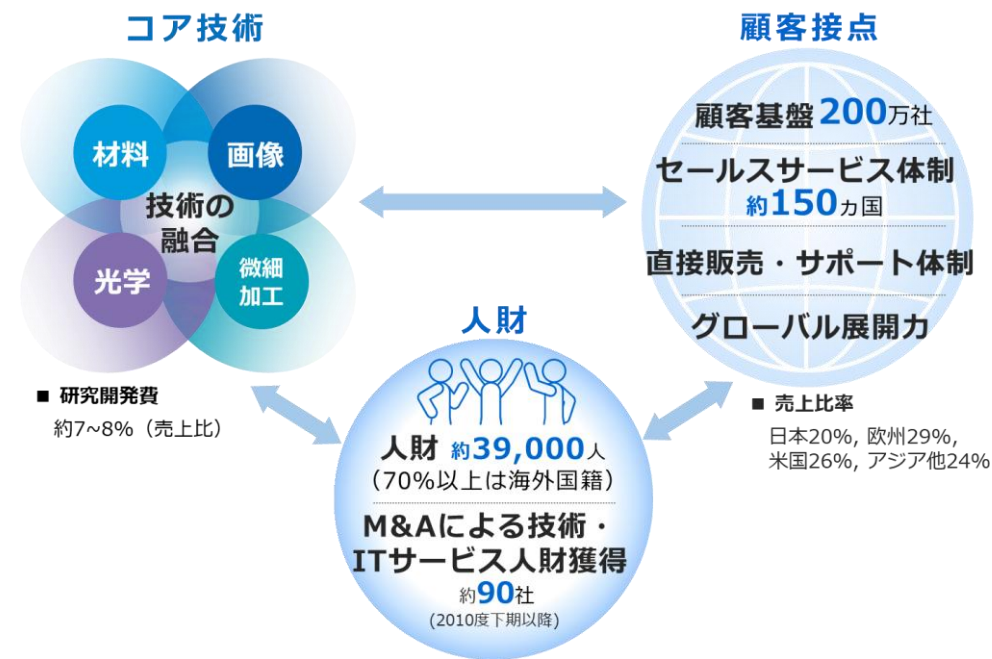 コア技術
材料
画像
技術の
融合
光学
微細
加工
■ 研究開発費
約7~8%（売上比）
顧客接点
顧客基盤 200万社
セールスサービス体制
約150ヵ国
直接販売・サポート体制
グローバル展開力
■ 売上比率
日本20%, 欧州29%,
米国26%, アジア他24%
人財
人財 約39,000人
（70%以上は海外国籍）
M&Aによる技術・
ITサービス人財獲得
約90社
(2010度下期以降)